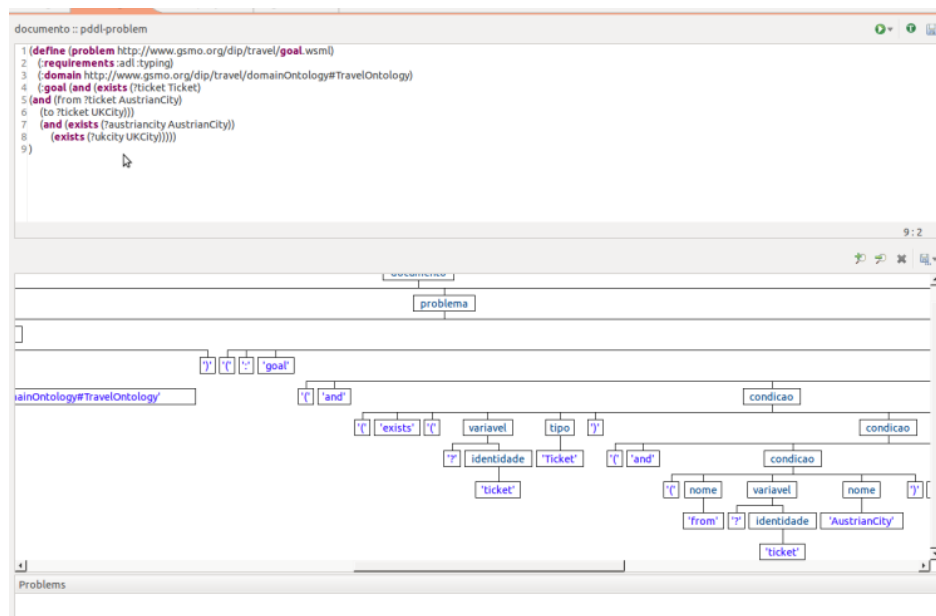 documento :: pddl-problem
1 (define (problem http://www.gsmo.org/dip/travel/goal.wsml)
2 (:requirements :adl :typing)
3 (:domain http://www.gsmo.org/dip/travel/domainOntology#TravelOntology)
4 (:goal (and (exists (?ticket Ticket)
5 (and (from ?ticket AustrianCity)
6 (to ?ticket UKCity)))
7 (and (exists (?austriancity AustrianCity))
8 (exists (?ukcity UKCity)))))
9 )
9 : 2
documento
problema
')' '(' ':' 'goal'
ainOntology#TravelOntology' '(' 'and' condicao
'(' 'exists' '(' variavel tipo ')' condicao
'?' identidade 'Ticket' '(' 'and' condicao
'ticket' '(' nome variavel nome ')'
'from' '?' identidade 'AustrianCity'
'ticket'
Problems